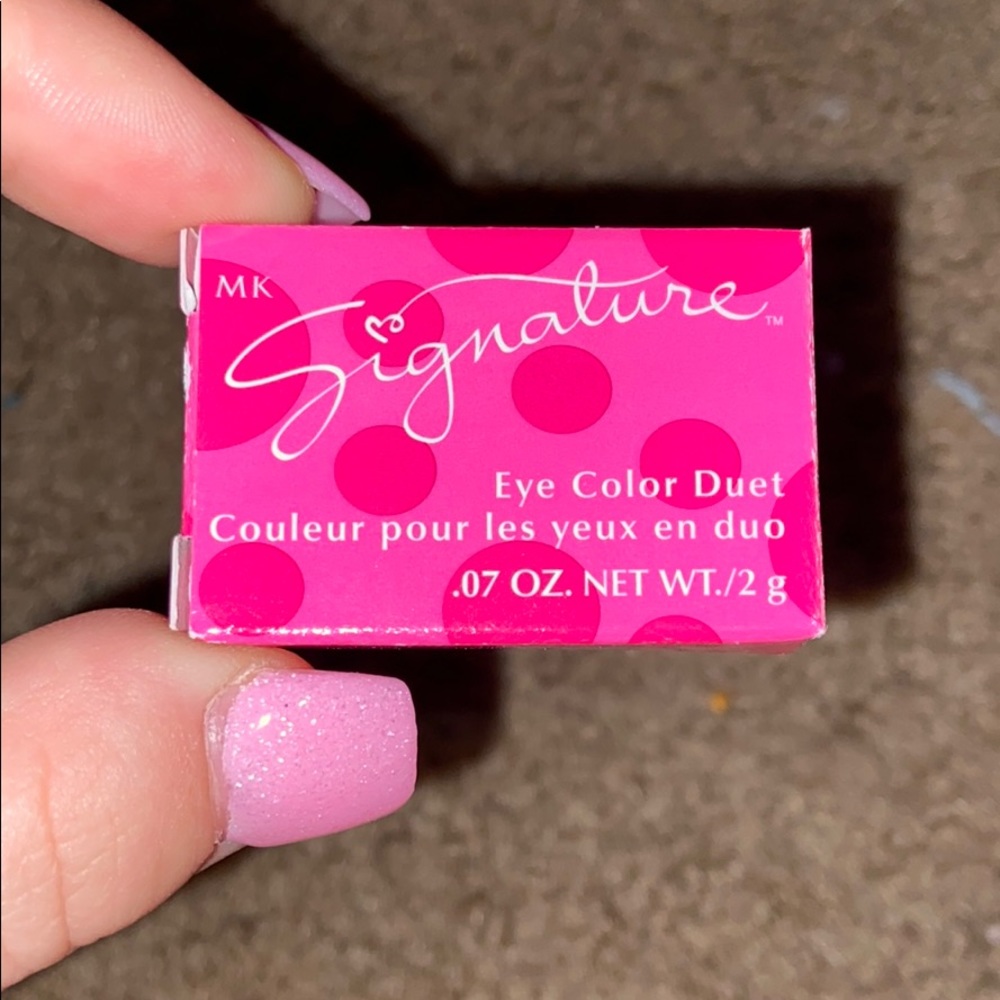 MK
Signature™
Eye Color Duet
Couleur pour les yeux en duo
.07 OZ. NET WT./2 g